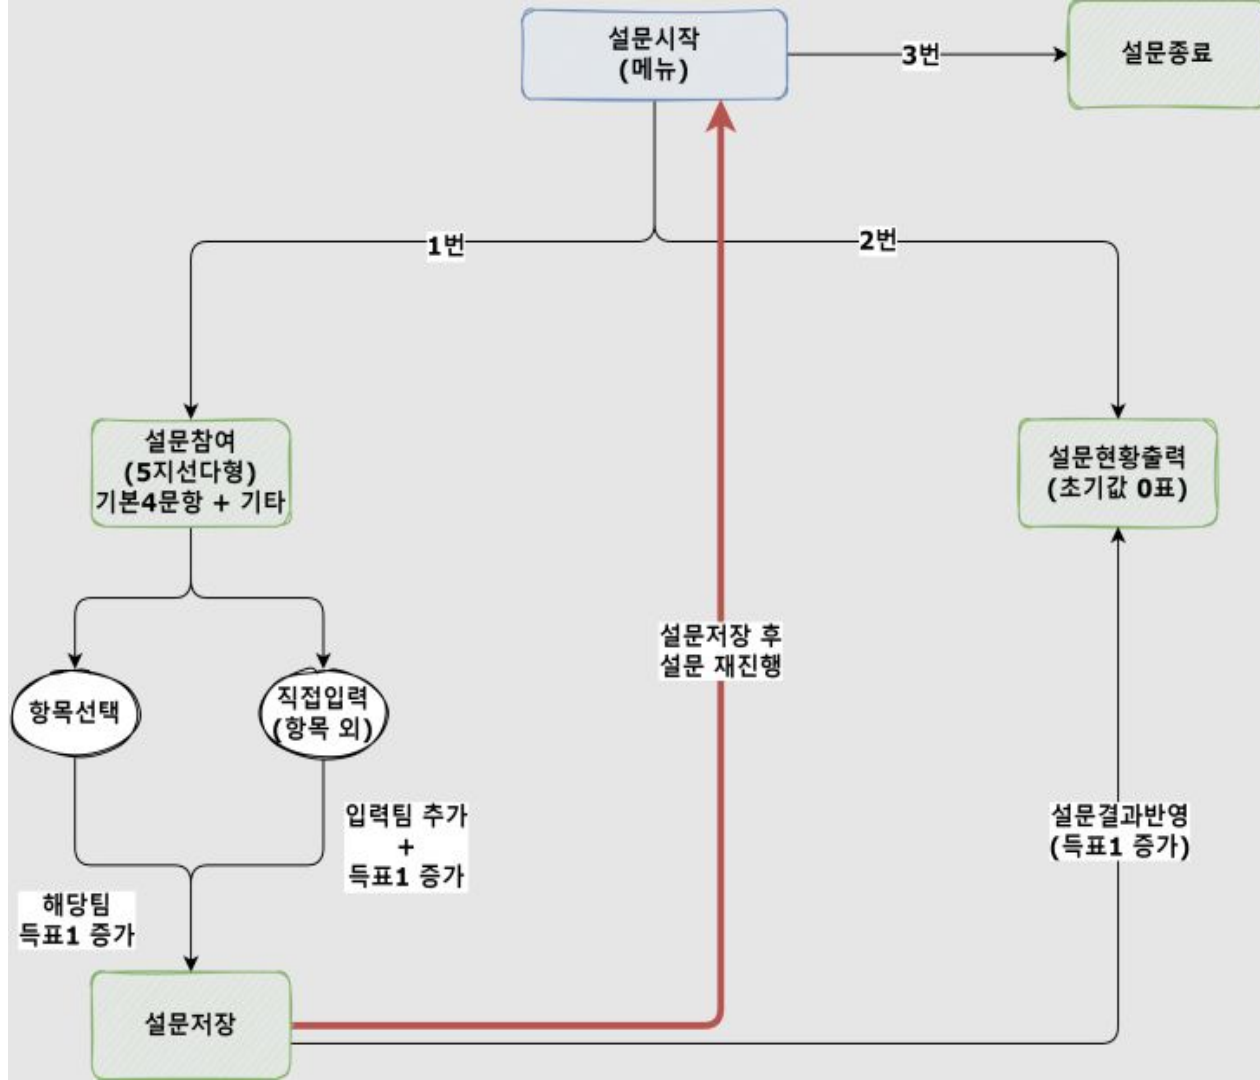 설문시작
(메뉴)
3번
설문종료
1번
2번
설문참여
(5지선다형)
기본4문항 + 기타
설문현황출력
(초기값 0표)
설문저장 후
설문 재진행
항목선택
직접입력
(항목 외)
입력팀 추가
+
득표1 증가
설문결과반영
(득표1 증가)
해당팀
득표1 증가
설문저장